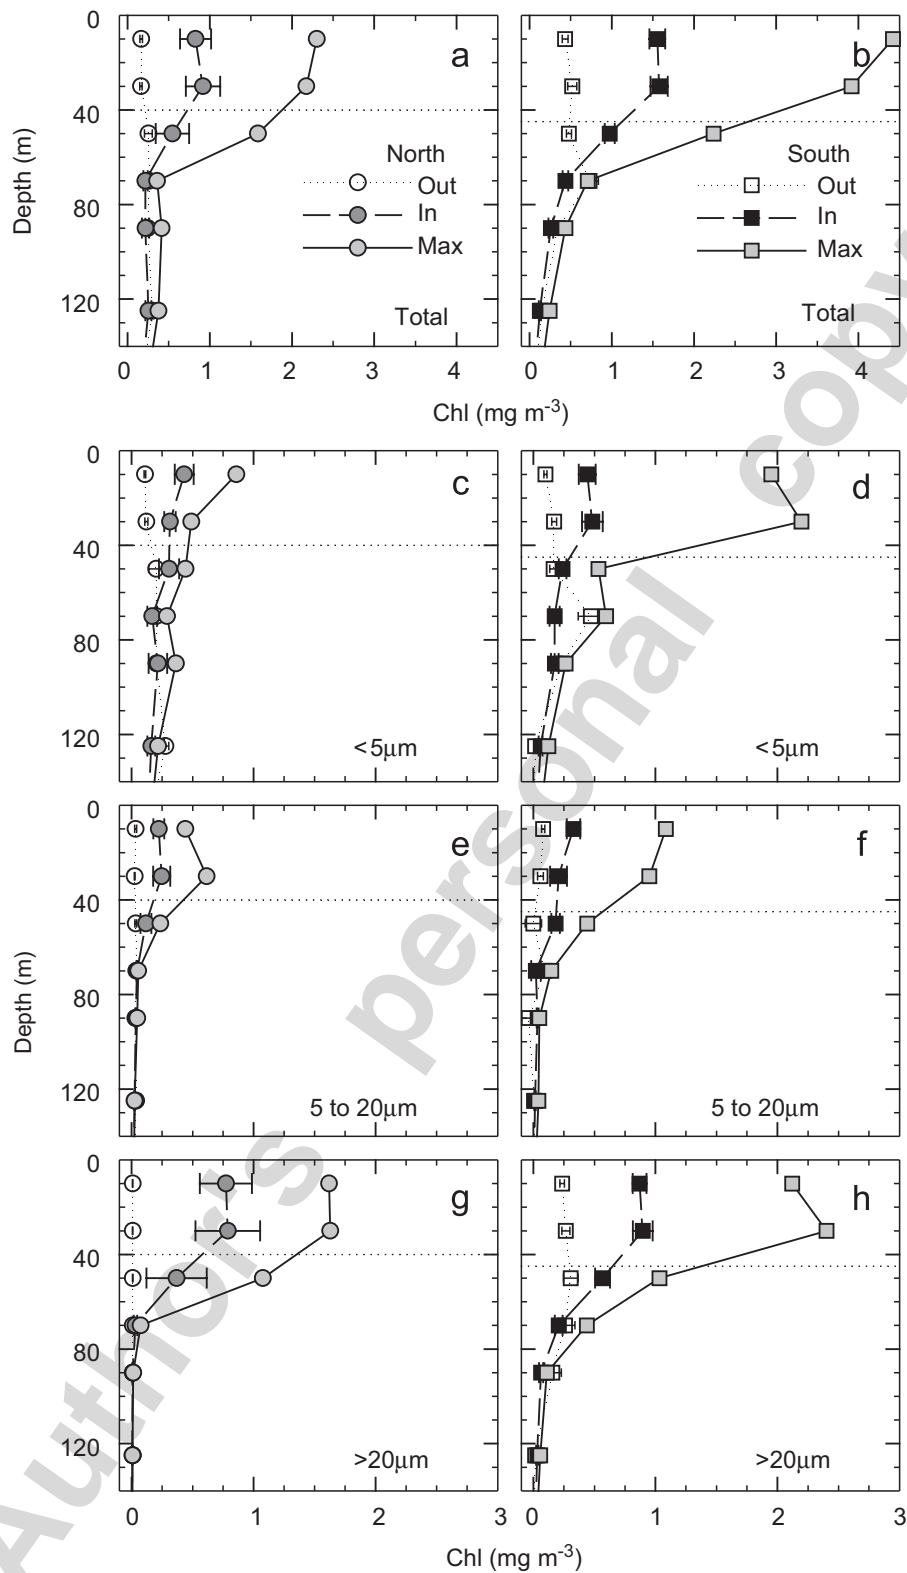 0
40
80
120
Depth (m)
a
North
Out
In
Max
Total
0
1
2
3
4
b
South
Out
In
Max
Total
0
1
2
3
4
Chl (mg m-3)
0
40
80
120
c
<5µm
d
<5µm
0
40
80
120
Depth (m)
e
5 to 20µm
f
5 to 20µm
0
40
80
120
g
>20µm
0
1
2
3
h
>20µm
0
1
2
3
Chl (mg m-3)
Author's personal copy